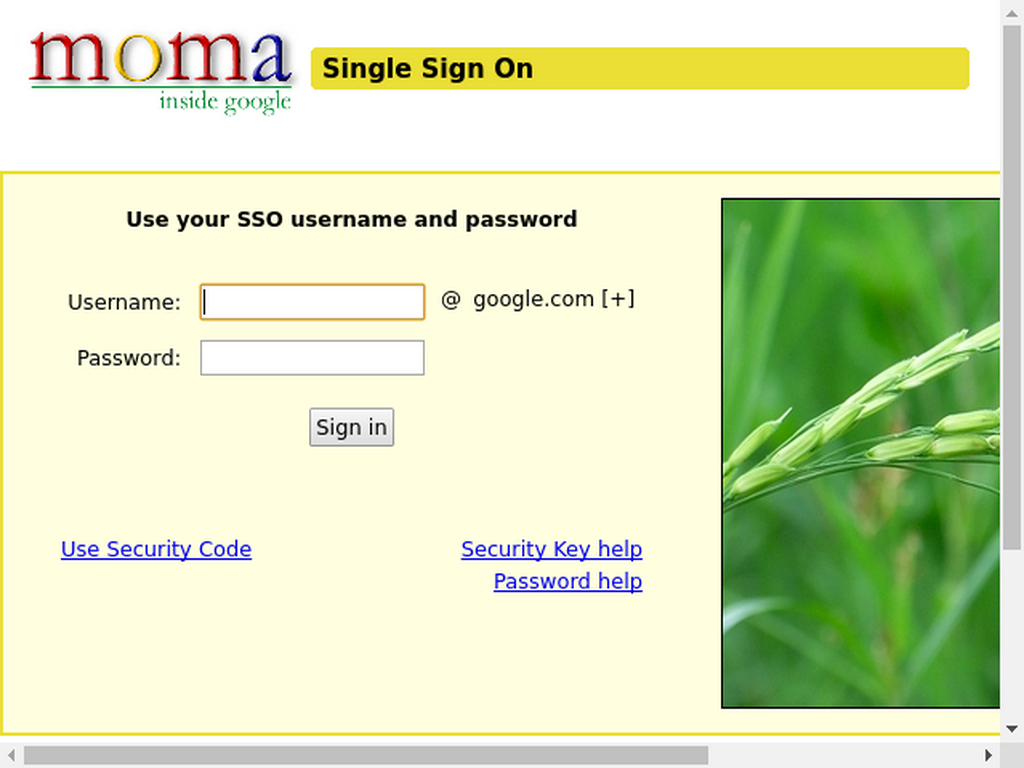 moma
inside google
Single Sign On
Use your SSO username and password
Username:
@ google.com [+]
Password:
Sign in
Use Security Code
Security Key help
Password help